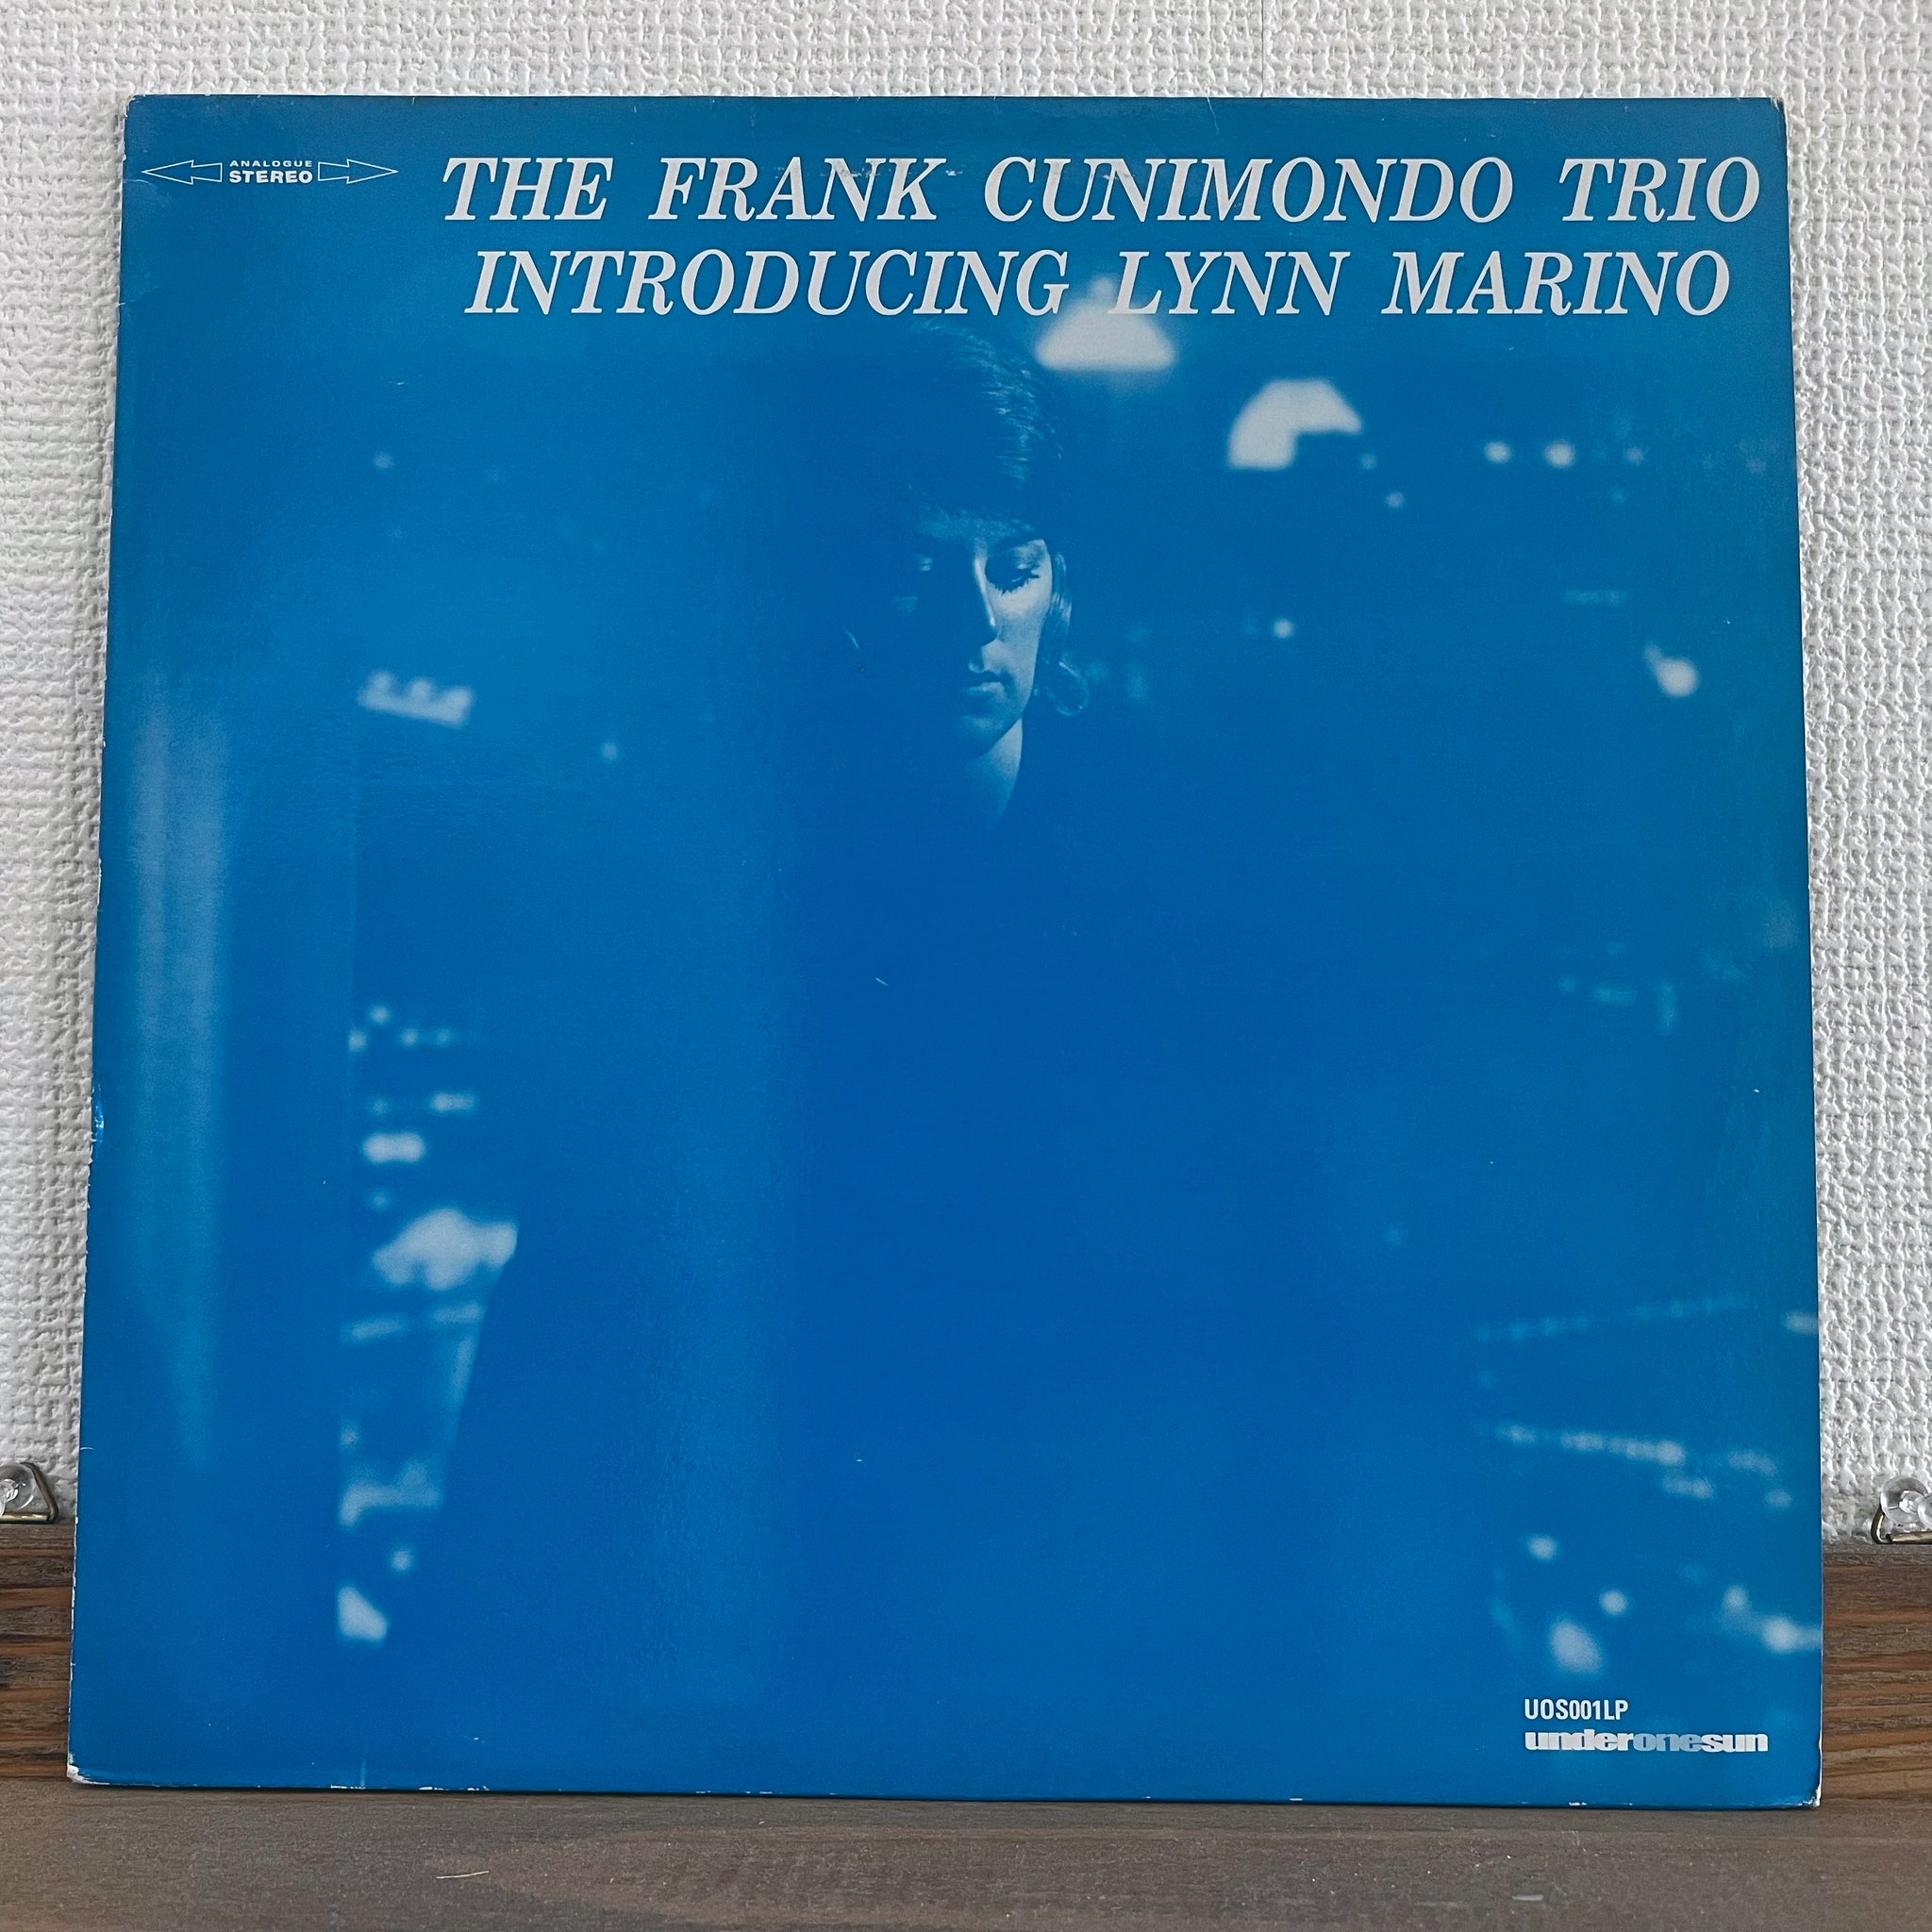 ANALOGUE
STEREO
THE FRANK CUNIMONDO TRIO
INTRODUCING LYNN MARINO
UOS001LP
underonesun